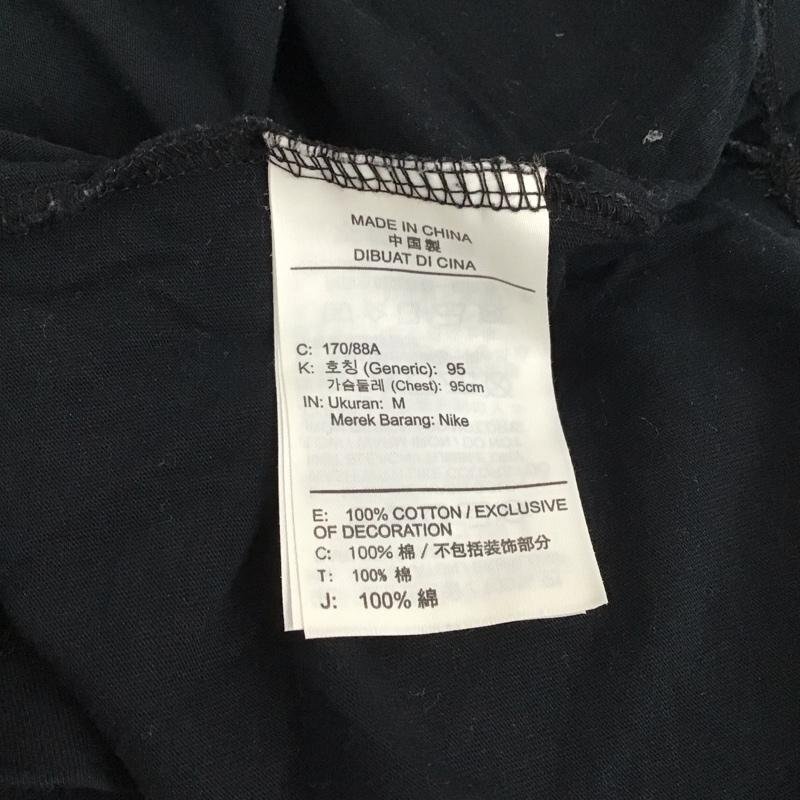 MADE IN CHINA
中国製
DIBUAT DI CINA
C: 170/88A
K: 호칭 (Generic): 95
가슴둘레 (Chest): 95cm
IN: Ukuran: M
Merek Barang: Nike
E: 100% COTTON / EXCLUSIVE
OF DECORATION
C: 100% 棉 / 不包括装饰部分
T: 100% 棉
J: 100% 綿